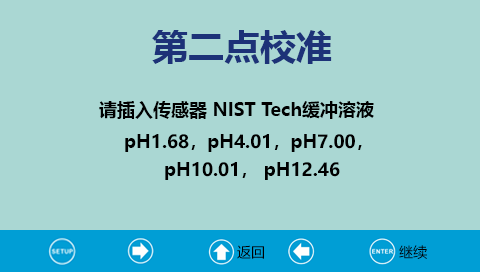 第二点校准
请插入传感器 NIST Tech缓冲溶液
pH1.68，pH4.01，pH7.00，
pH10.01， pH12.46
SETUP 返回 ENTER 继续